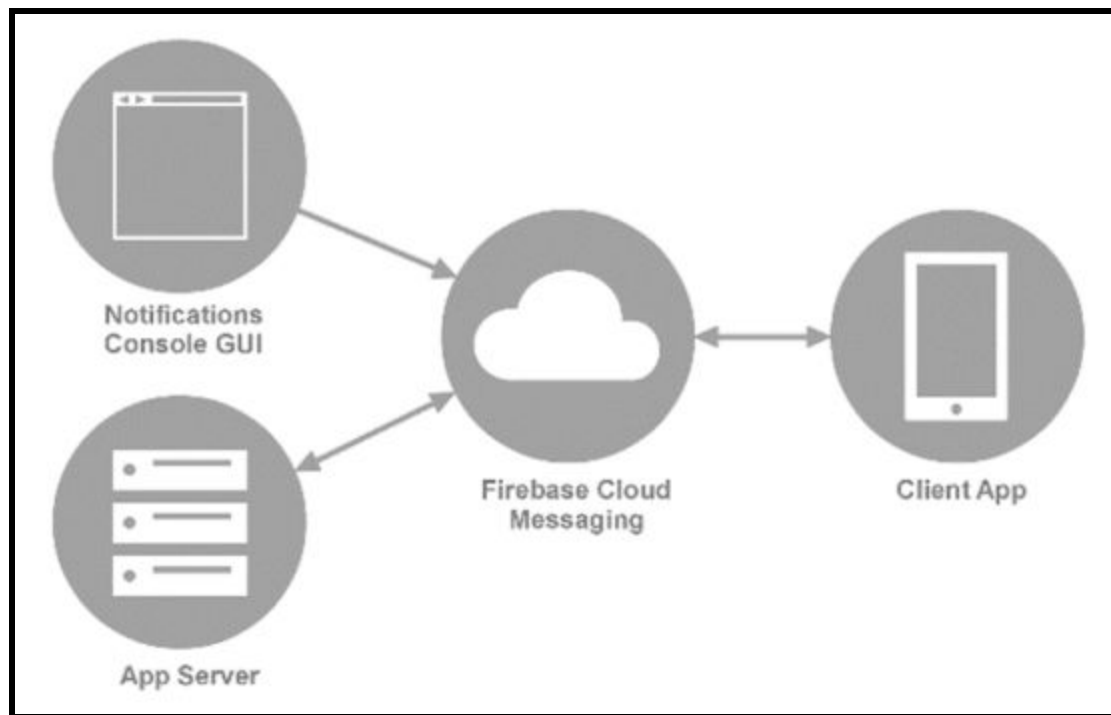 Notifications
Console GUI
Firebase Cloud
Messaging
Client App
App Server